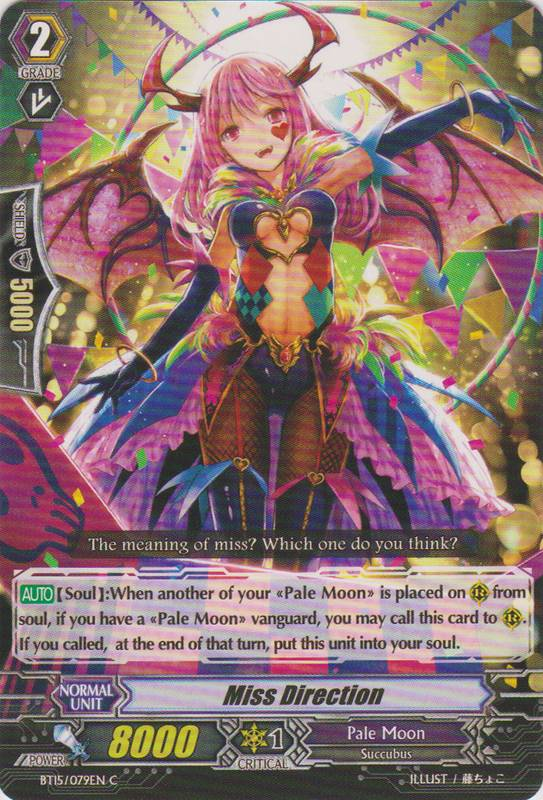 2
GRADE
SHIELD
5000
The meaning of miss? Which one do you think?
AUTO【Soul】:When another of your «Pale Moon» is placed on Ⓡ from
soul, if you have a «Pale Moon» vanguard, you may call this card to Ⓡ.
If you called, at the end of that turn, put this unit into your soul.
NORMAL
UNIT
Miss Direction
POWER
8000
1
CRITICAL
Pale Moon
Succubus
BT15/079EN C
ILLUST / 藤ちょこ